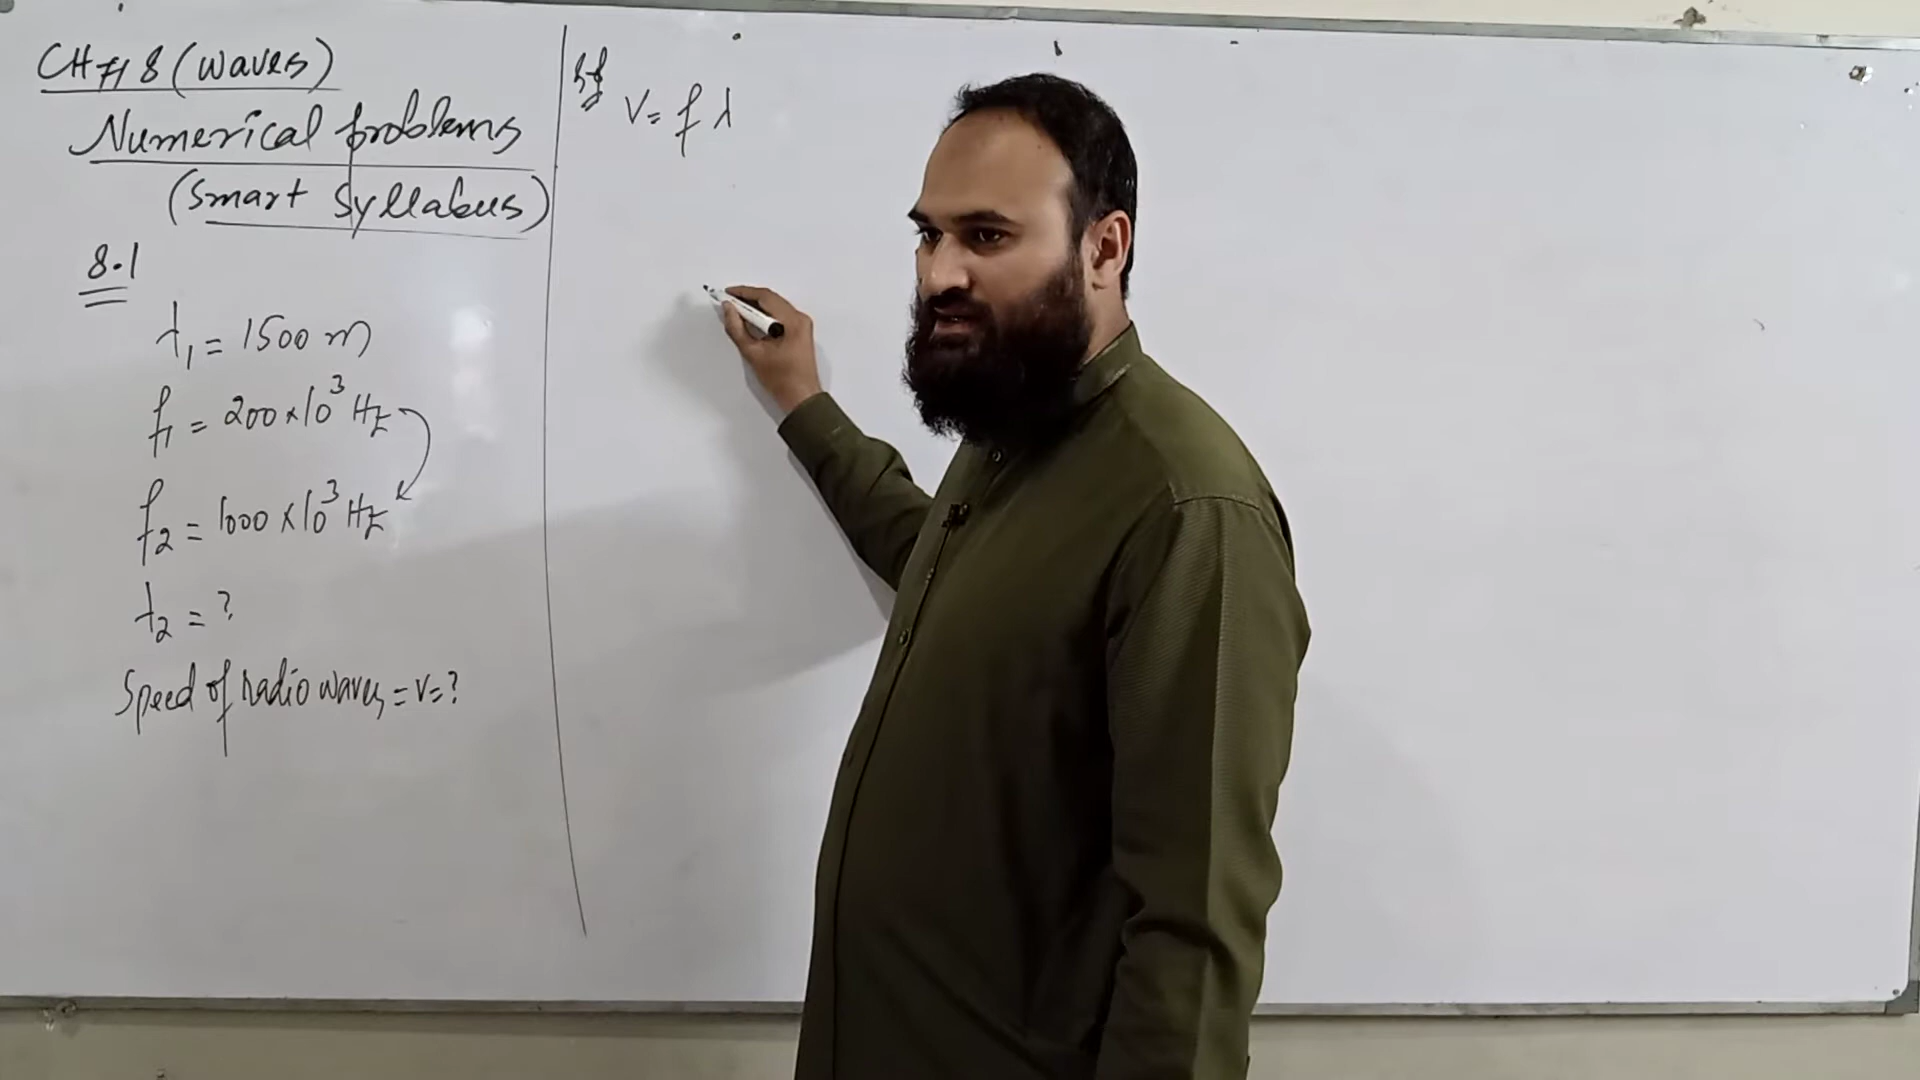 CH # 8 (waves)
Numerical problems
(Smart Syllabus)
8.1
λ₁ = 1500 m
f₁ = 200 × 10³ Hz
f₂ = 1000 × 10³ Hz
λ₂ = ?
Speed of radio waves = v = ?
V = f λ